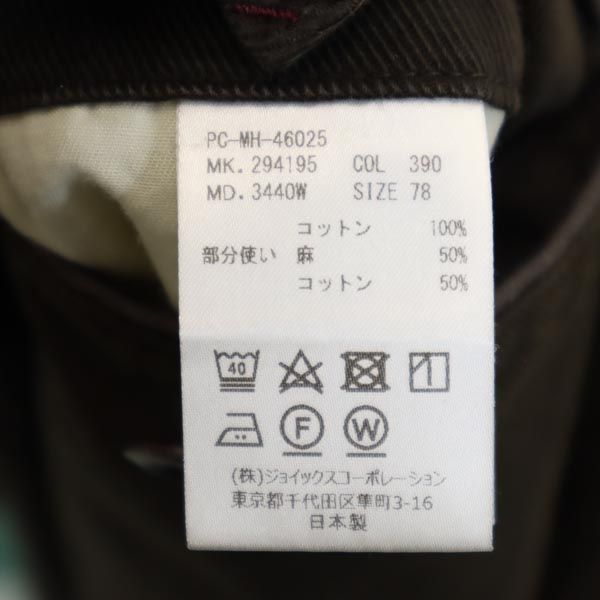 PC-MH-46025
MK. 294195 COL 390
MD. 3440W SIZE 78
コットン 100%
部分使い 麻 50%
コットン 50%
40
F W
(株)ジョイックスコーポレーション
東京都千代田区隼町3-16
日本製